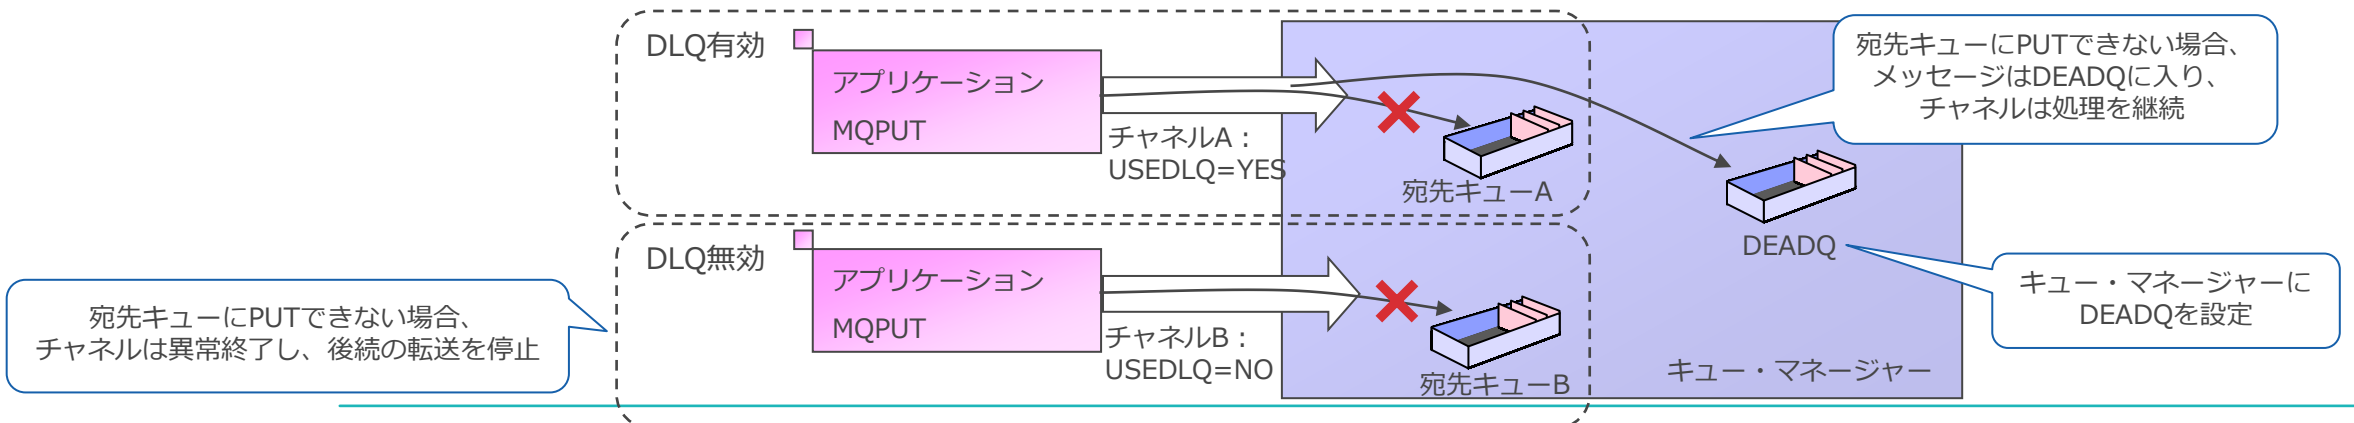 DLQ有効
アプリケーション
MQPUT
チャネルA：
USEDLQ=YES
宛先キューA
宛先キューにPUTできない場合、
メッセージはDEADQに入り、
チャネルは処理を継続
DEADQ
キュー・マネージャーに
DEADQを設定
キュー・マネージャー
DLQ無効
アプリケーション
MQPUT
チャネルB：
USEDLQ=NO
宛先キューB
宛先キューにPUTできない場合、
チャネルは異常終了し、後続の転送を停止